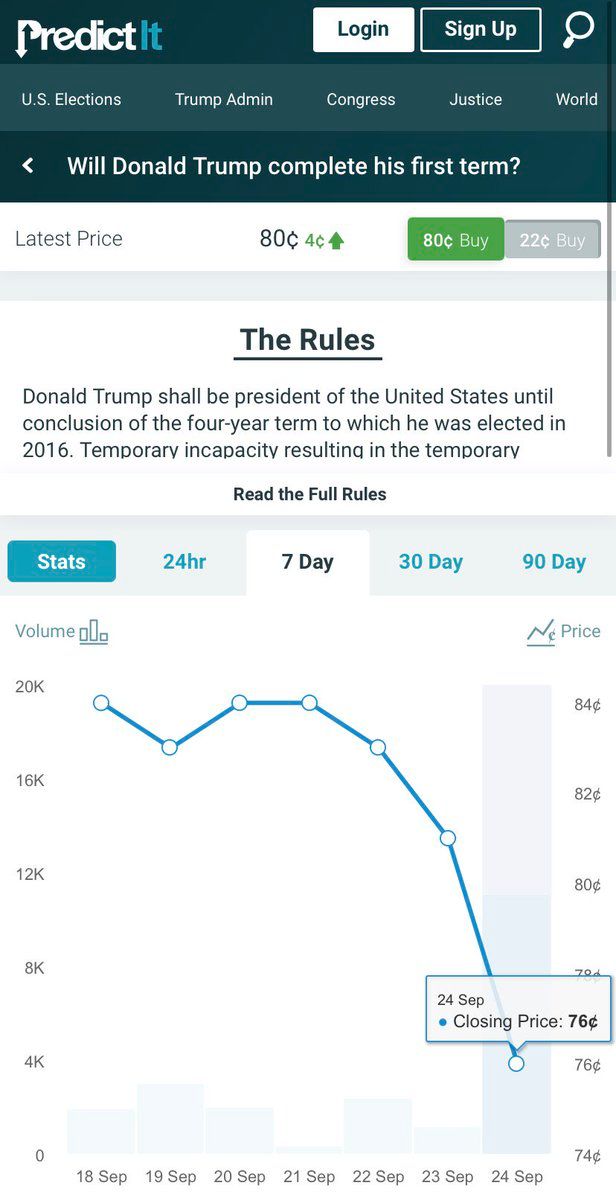 PredictIt
Login
Sign Up
U.S. Elections
Trump Admin
Congress
Justice
World
Will Donald Trump complete his first term?
Latest Price
80¢ 4¢
80¢ Buy
22¢ Buy
The Rules
Donald Trump shall be president of the United States until
conclusion of the four-year term to which he was elected in
2016. Temporary incapacity resulting in the temporary
Read the Full Rules
Stats
24hr
7 Day
30 Day
90 Day
Volume
¢ Price
20K
16K
12K
8K
4K
0
84¢
82¢
80¢
78¢
76¢
74¢
24 Sep
Closing Price: 76¢
18 Sep
19 Sep
20 Sep
21 Sep
22 Sep
23 Sep
24 Sep